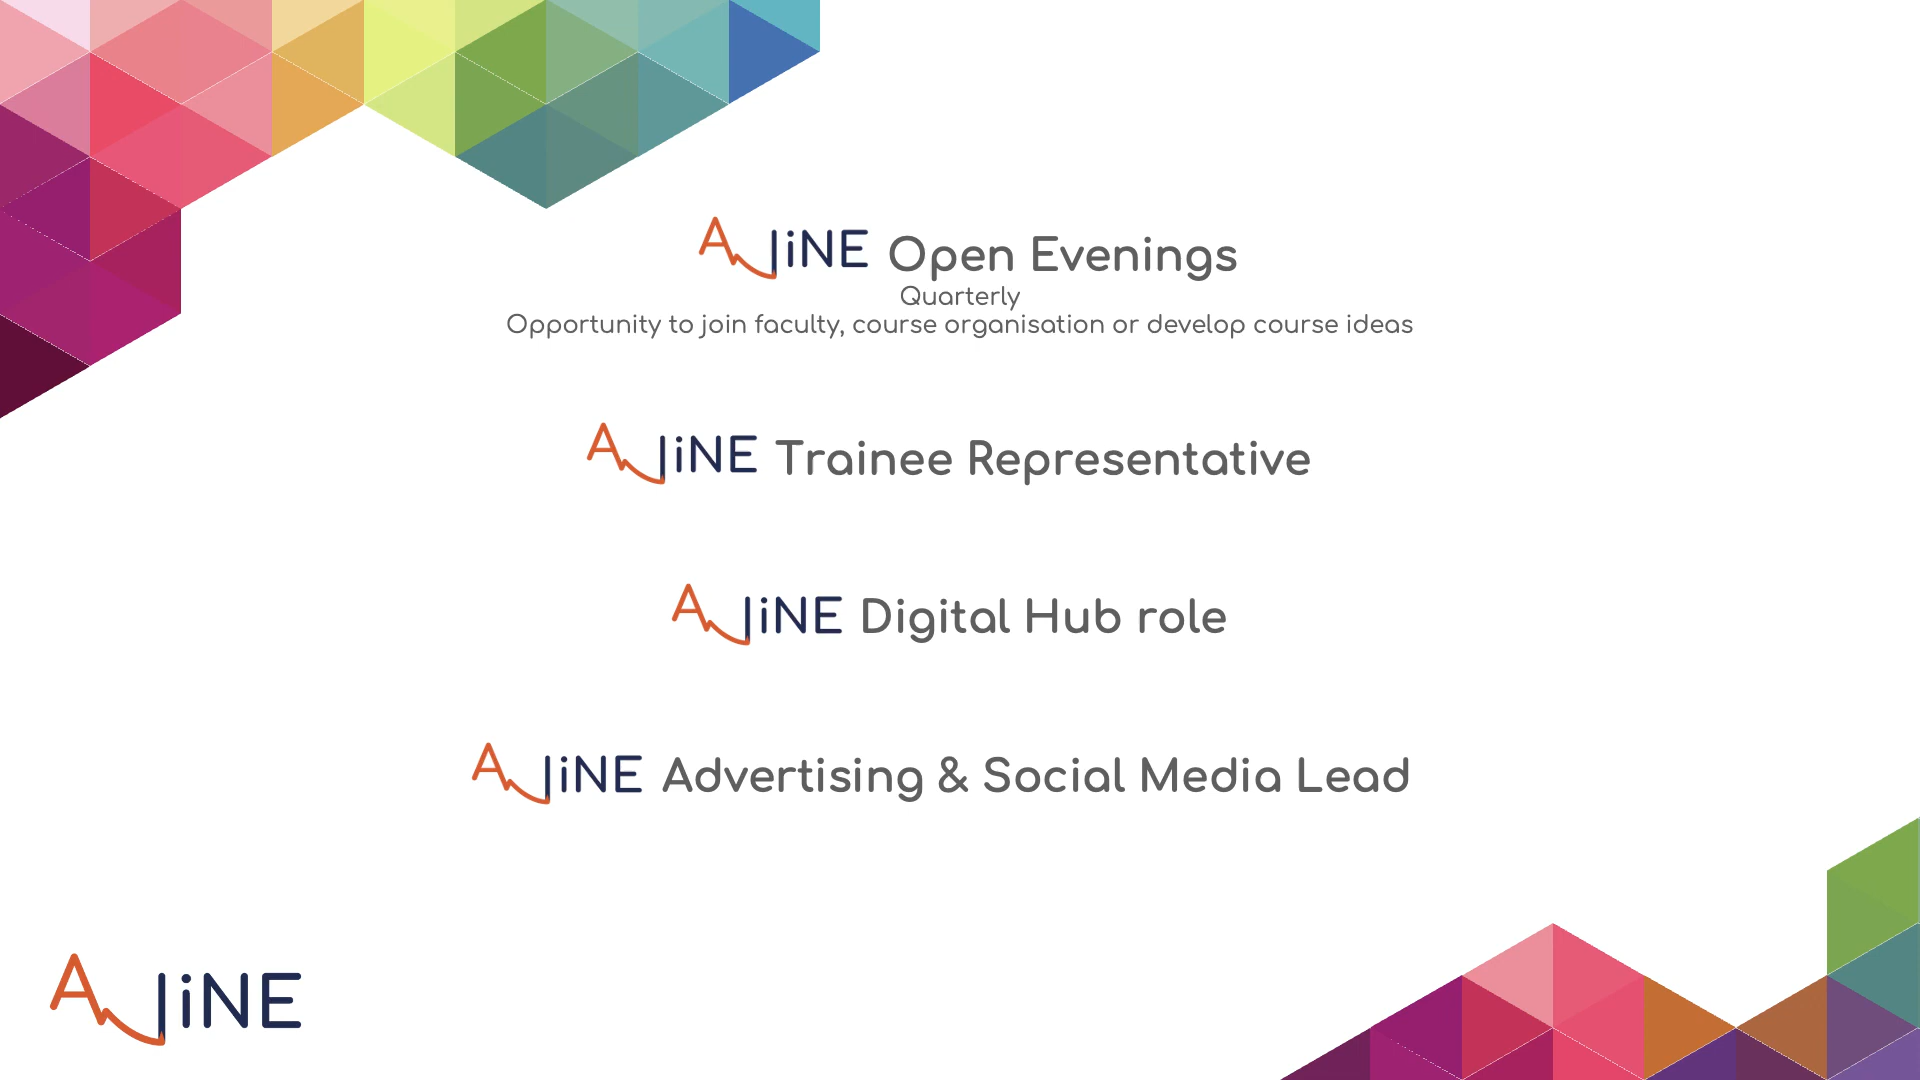 AJiNE Open Evenings
Quarterly
Opportunity to join faculty, course organisation or develop course ideas
AJiNE Trainee Representative
AJiNE Digital Hub role
AJiNE Advertising & Social Media Lead
AJiNE